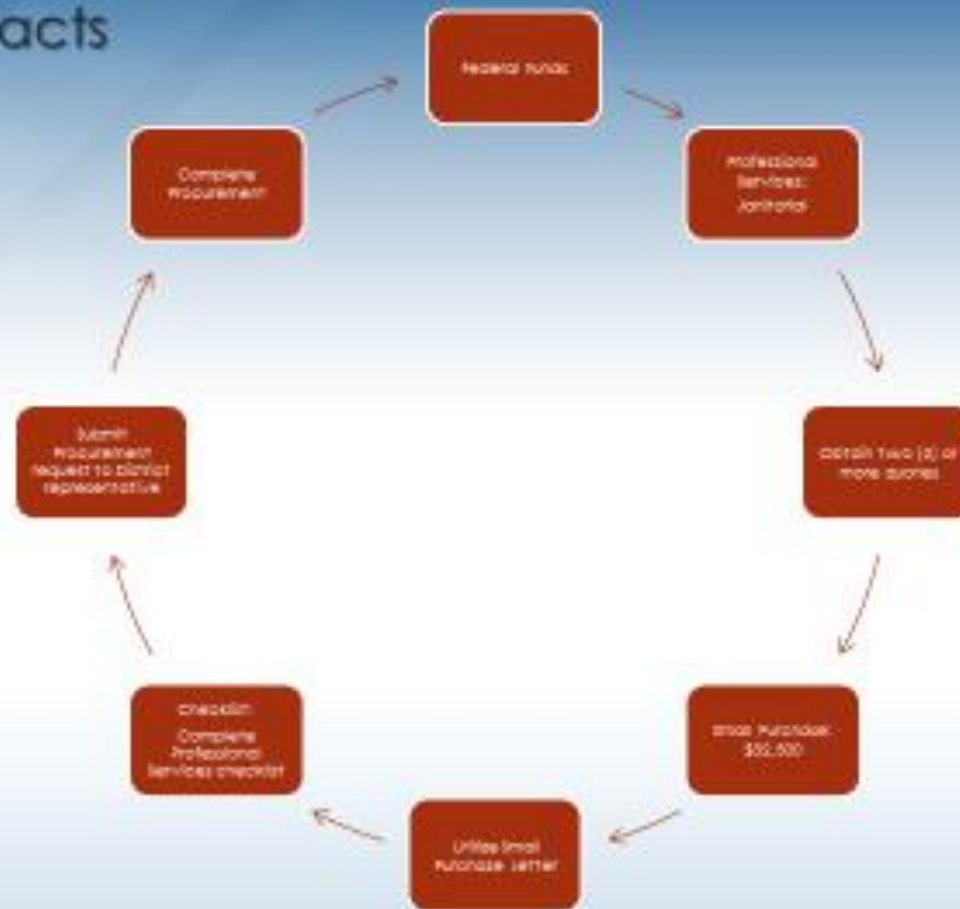 acts
Federal Funds
Professional
Services:
Janitorial
Obtain Two (2) or
more quotes
Small Purchase:
Utilize Small
Purchase Letter
Checklist:
Complete
Professional
Services checklist
Submit
Procurement
request to District
representative
Complete
Procurement